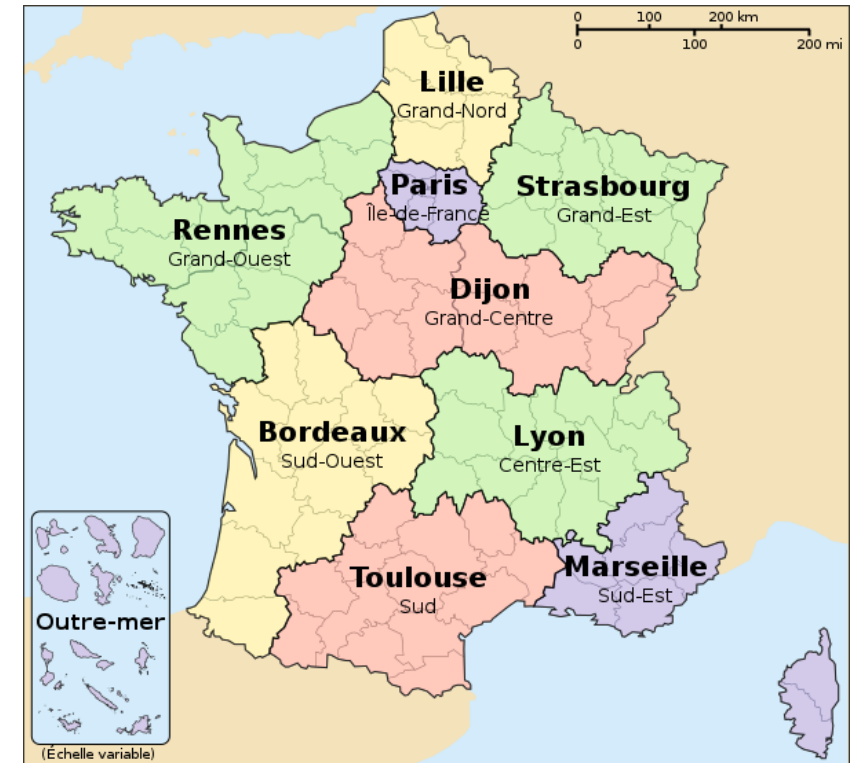 0 100 200 km
0 100 200 mi
Lille
Grand-Nord
Paris
Île-de-France
Strasbourg
Grand-Est
Rennes
Grand-Ouest
Dijon
Grand-Centre
Bordeaux
Sud-Ouest
Lyon
Centre-Est
Marseille
Sud-Est
Toulouse
Sud
Outre-mer
(Échelle variable)